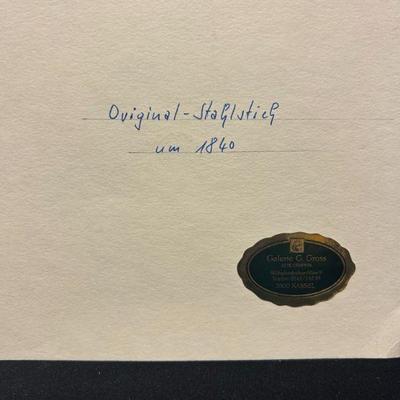 Original-Stahlstich
um 1840
Galerie G. Gross
3500 KASSEL